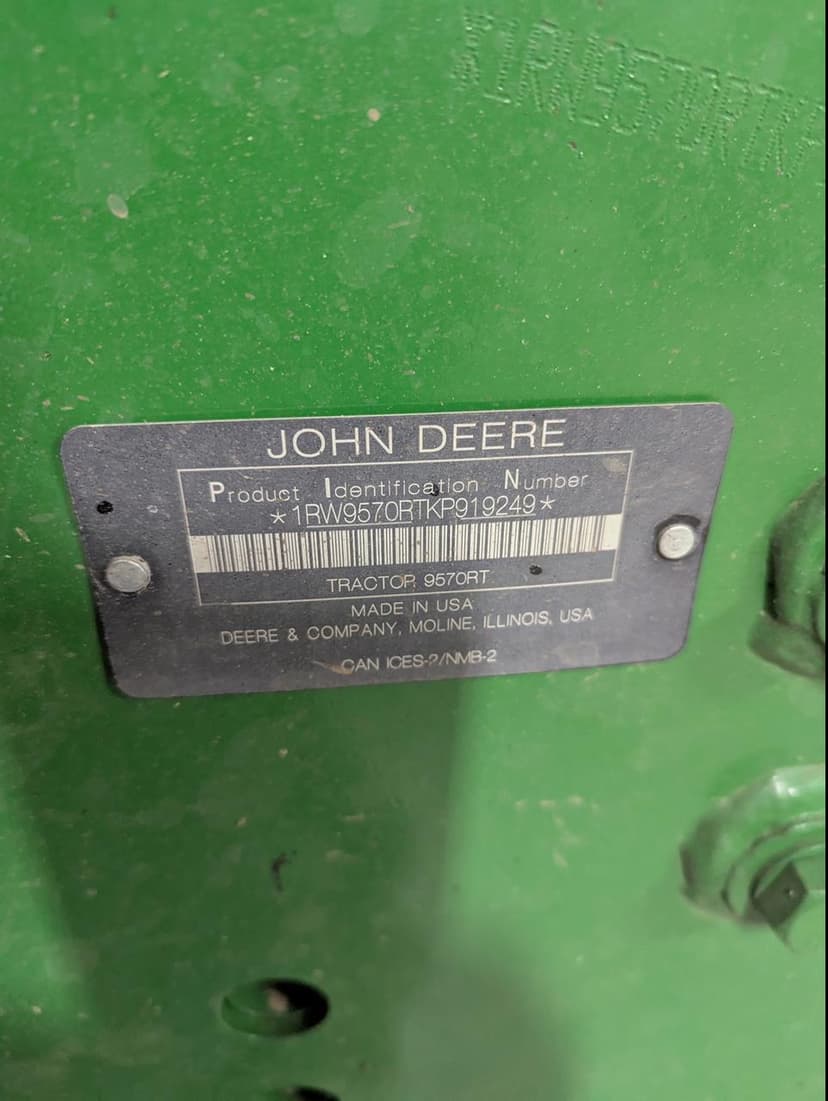 *1RW9570RTK
JOHN DEERE
Product Identification Number
*1RW9570RTKP919249*
TRACTOR 9570RT
MADE IN USA
DEERE & COMPANY, MOLINE, ILLINOIS, USA
CAN ICES-2/NMB-2